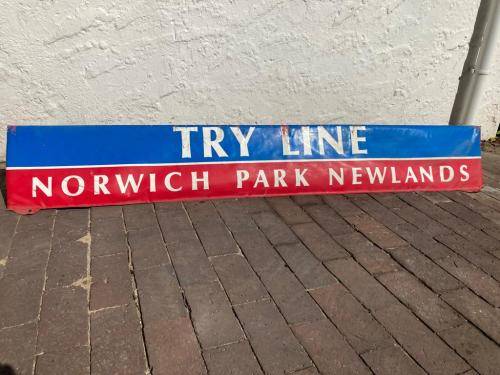 TRY LINE
NORWICH PARK NEWLANDS